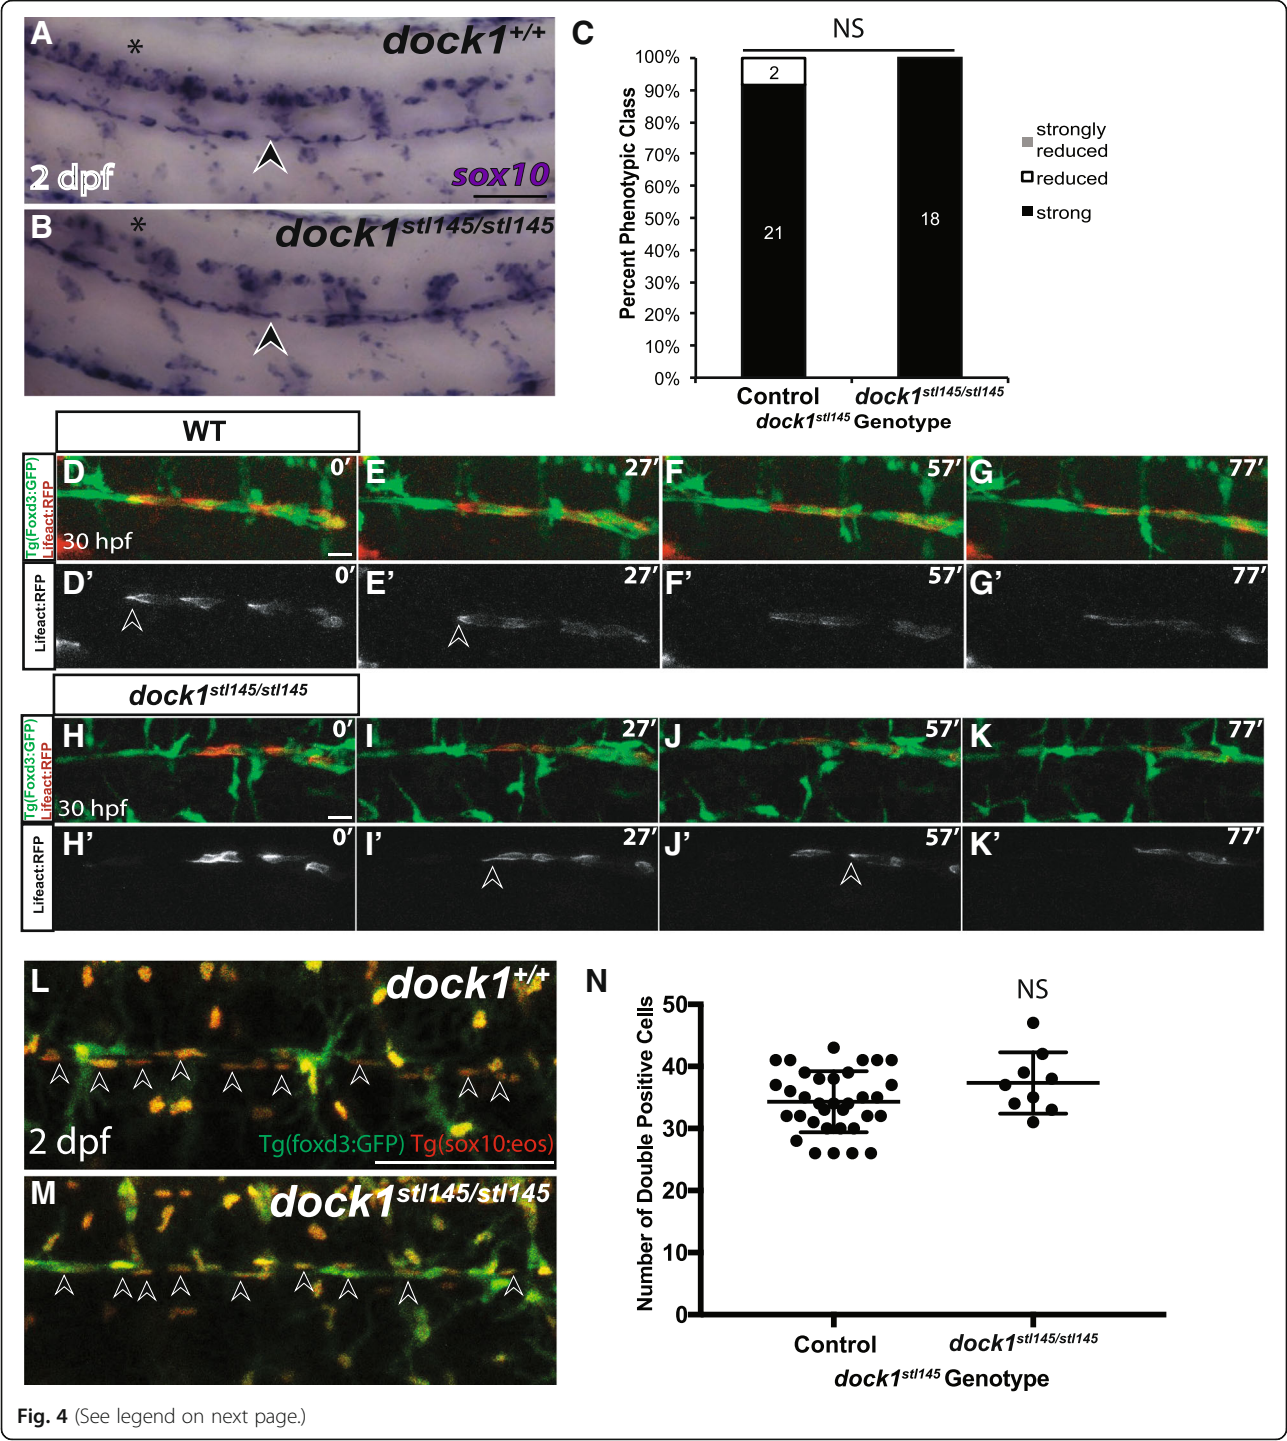 A
*
dock1+/+
2 dpf
sox10
B
*
dock1stl145/stl145
C
NS
Percent Phenotypic Class
100%
90%
80%
70%
60%
50%
40%
30%
20%
10%
0%
2
21
18
strongly
reduced
reduced
strong
Control
dock1stl145/stl145
dock1stl145 Genotype
WT
Tg(Foxd3:GFP)
Lifeact:RFP
D
0′
30 hpf
E
27′
F
57′
G
77′
Lifeact:RFP
D’
0′
E’
27′
F’
57′
G’
77′
dock1stl145/stl145
Tg(Foxd3:GFP)
Lifeact:RFP
H
0′
30 hpf
I
27′
J
57′
K
77′
Lifeact:RFP
H’
0′
I’
27′
J’
57′
K’
77′
L
dock1+/+
2 dpf
Tg(foxd3:GFP) Tg(sox10:eos)
M
dock1stl145/stl145
N
NS
Number of Double Positive Cells
50
40
30
20
10
0
Control
dock1stl145/stl145
dock1stl145 Genotype
Fig. 4 (See legend on next page.)